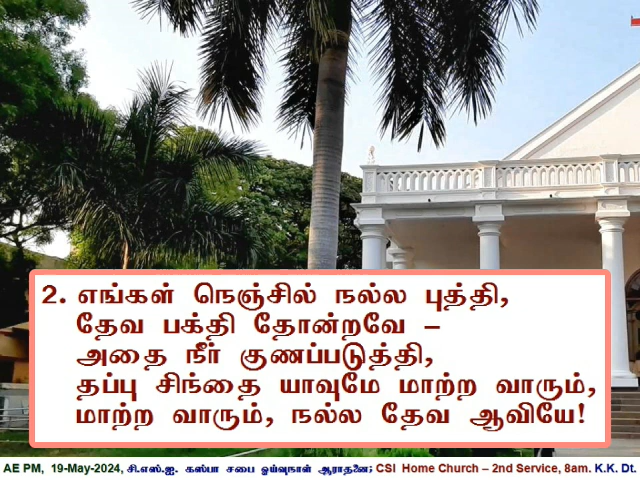 2. எங்கள் நெஞ்சில் நல்ல புத்தி,
தேவ பக்தி தோன்றவே –
அதை நீர் குணப்படுத்தி,
தப்பு சிந்தை யாவுமே மாற்ற வாரும்,
மாற்ற வாரும், நல்ல தேவ ஆவியே!
AE PM, 19-May-2024, சி.எஸ்.ஐ. கஸ்பா சபை ஓய்வுநாள் ஆராதனை; CSI Home Church – 2nd Service, 8am. K.K. Dt.